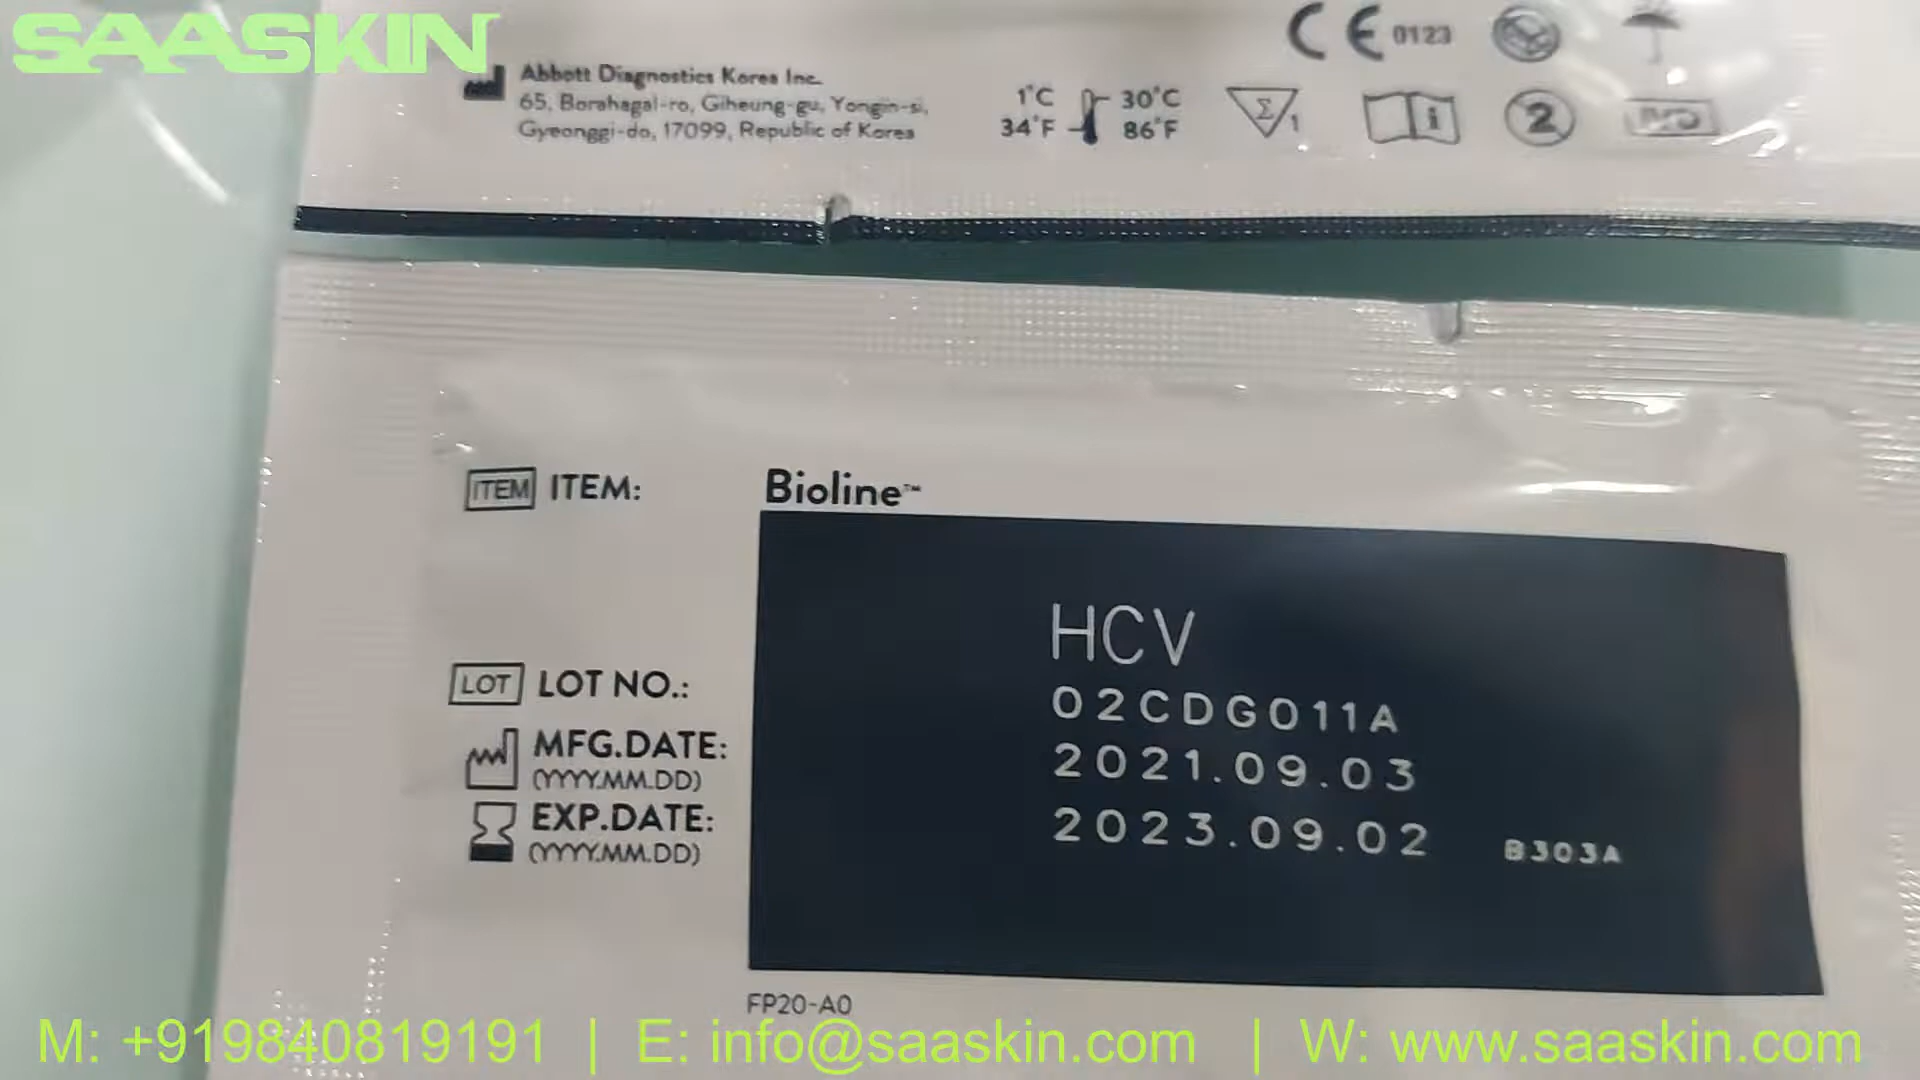 SAASKIN
CE 0123
Abbott Diagnostics Korea Inc.
65, Borahagal-ro, Giheung-gu, Yongin-si,
Gyeonggi-do, 17099, Republic of Korea
1°C 30°C
34°F 86°F
Σ 1
i
2
IVD
ITEM ITEM: Bioline™
HCV
LOT LOT NO.: 02CDG011A
MFG.DATE: 2021.09.03
(YYYY.MM.DD)
EXP.DATE: 2023.09.02 B303A
(YYYY.MM.DD)
FP20-A0
M: +919840819191 | E: info@saaskin.com | W: www.saaskin.com